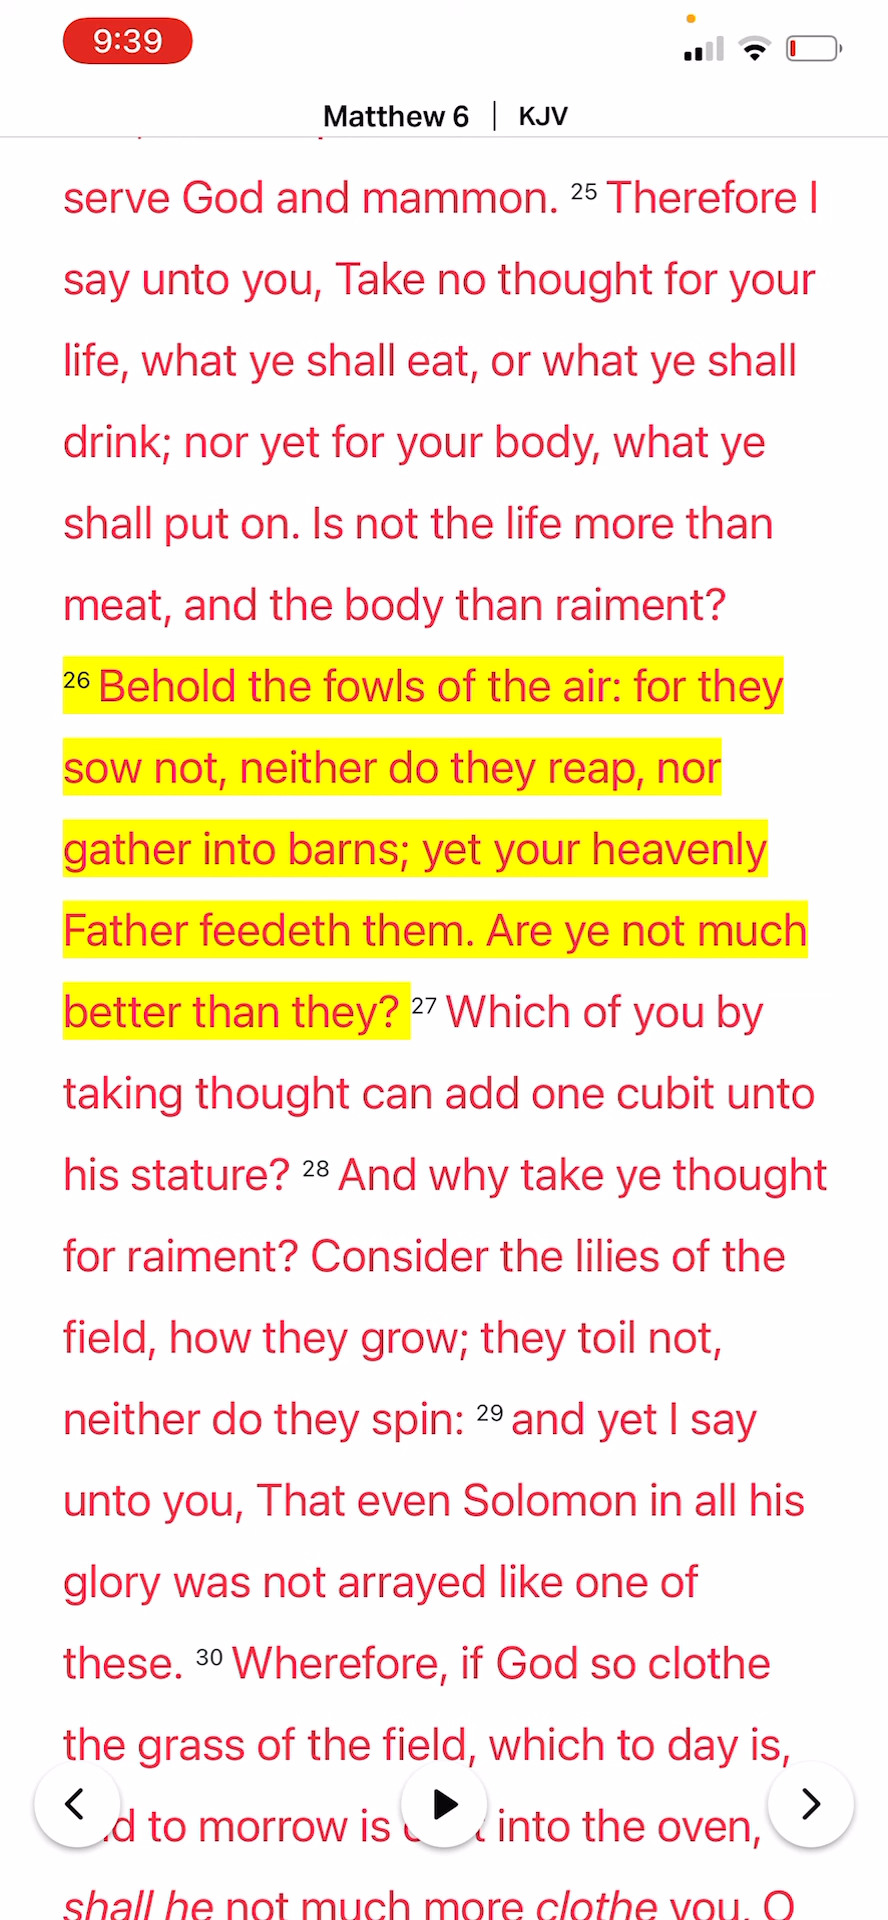 9:39
Matthew 6 | KJV
serve God and mammon. 25 Therefore I
say unto you, Take no thought for your
life, what ye shall eat, or what ye shall
drink; nor yet for your body, what ye
shall put on. Is not the life more than
meat, and the body than raiment?
26 Behold the fowls of the air: for they
sow not, neither do they reap, nor
gather into barns; yet your heavenly
Father feedeth them. Are ye not much
better than they? 27 Which of you by
taking thought can add one cubit unto
his stature? 28 And why take ye thought
for raiment? Consider the lilies of the
field, how they grow; they toil not,
neither do they spin: 29 and yet I say
unto you, That even Solomon in all his
glory was not arrayed like one of
these. 30 Wherefore, if God so clothe
the grass of the field, which to day is,
to morrow is into the oven,
shall he not much more clothe you, O